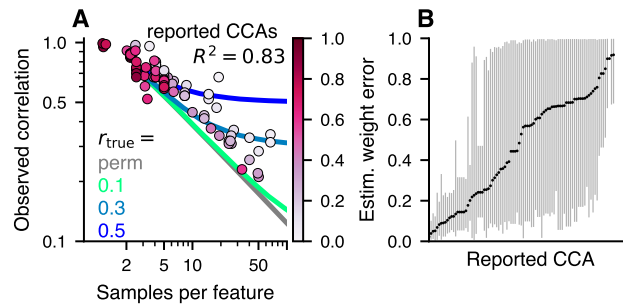 A
reported CCAs
R² = 0.83
Observed correlation
1.0
0.5
0.1
r_true =
perm
0.1
0.3
0.5
2
5
10
50
Samples per feature
1.0
0.8
0.6
0.4
0.2
0.0
B
Estim. weight error
1.0
0.8
0.6
0.4
0.2
0.0
Reported CCA